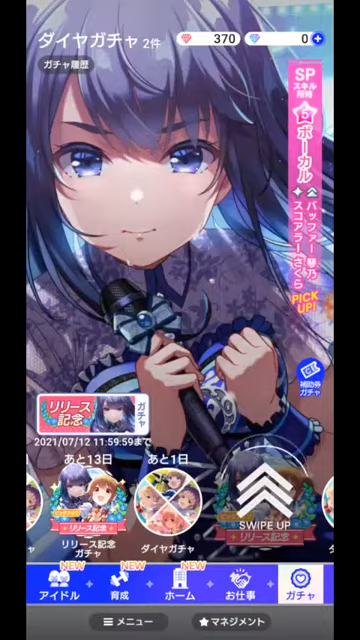 ダイヤガチャ 2件
370
0
ガチャ履歴
SP
スキル
所持
5
ボーカル
バッファー 琴乃
スコアラー さくら
PICK
UP!
補助券
ガチャ
リリース
記念
ガチャ
2021/07/12 11:59:59まで
あと13日
あと1日
リリース記念
リリース記念
ガチャ
ダイヤガチャ
SWIPE UP
リリース記念
NEW
NEW
NEW
アイドル
育成
ホーム
お仕事
ガチャ
メニュー
マネジメント